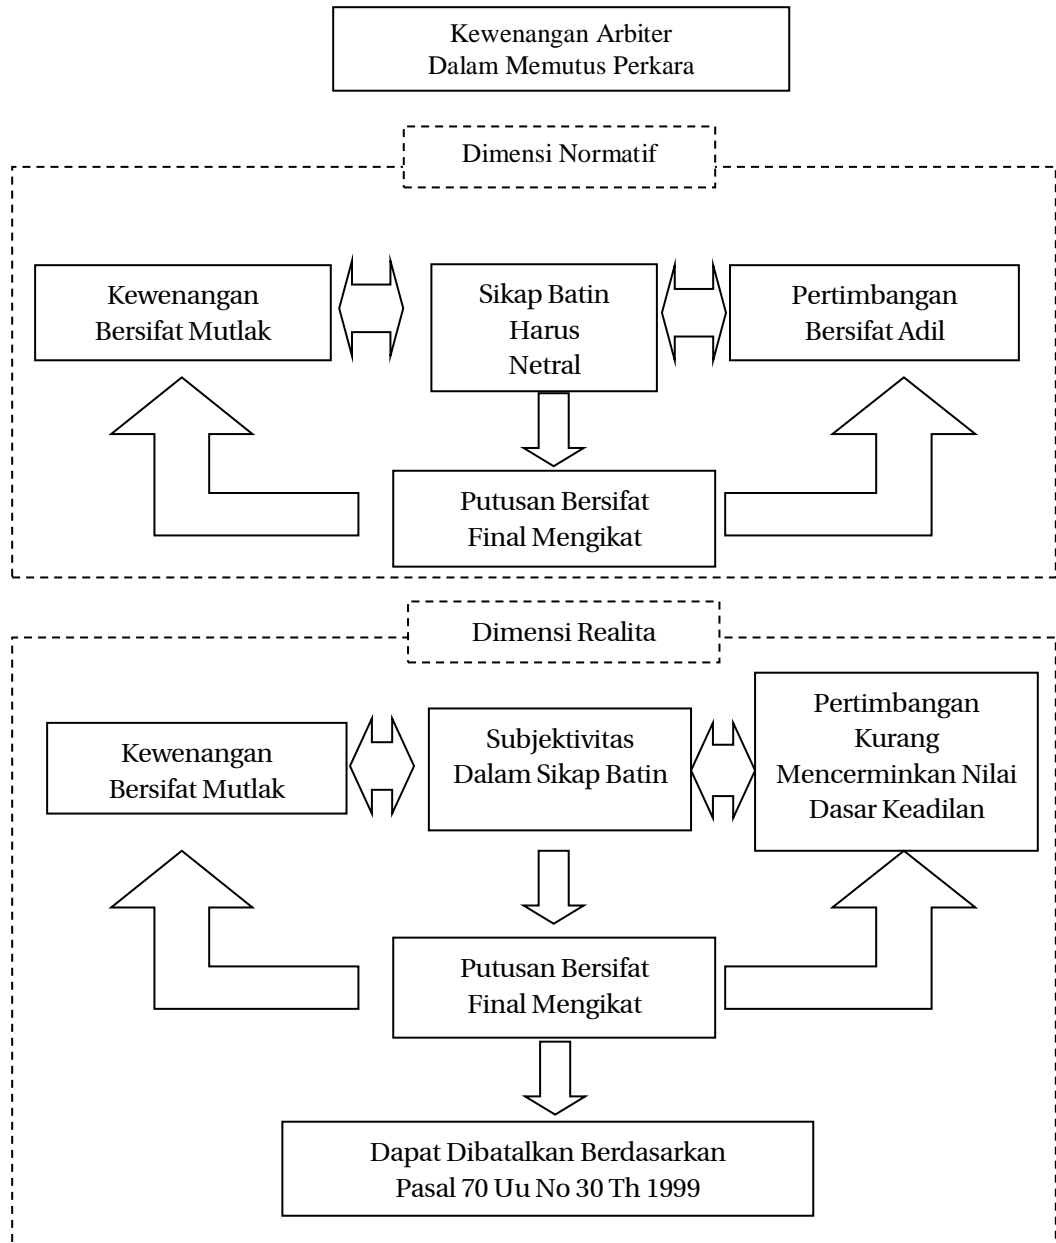 Kewenangan Arbiter
Dalam Memutus Perkara
Dimensi Normatif
Kewenangan
Bersifat Mutlak
Sikap Batin
Harus
Netral
Pertimbangan
Bersifat Adil
Putusan Bersifat
Final Mengikat
Dimensi Realita
Kewenangan
Bersifat Mutlak
Subjektivitas
Dalam Sikap Batin
Pertimbangan
Kurang
Mencerminkan Nilai
Dasar Keadilan
Putusan Bersifat
Final Mengikat
Dapat Dibatalkan Berdasarkan
Pasal 70 Uu No 30 Th 1999